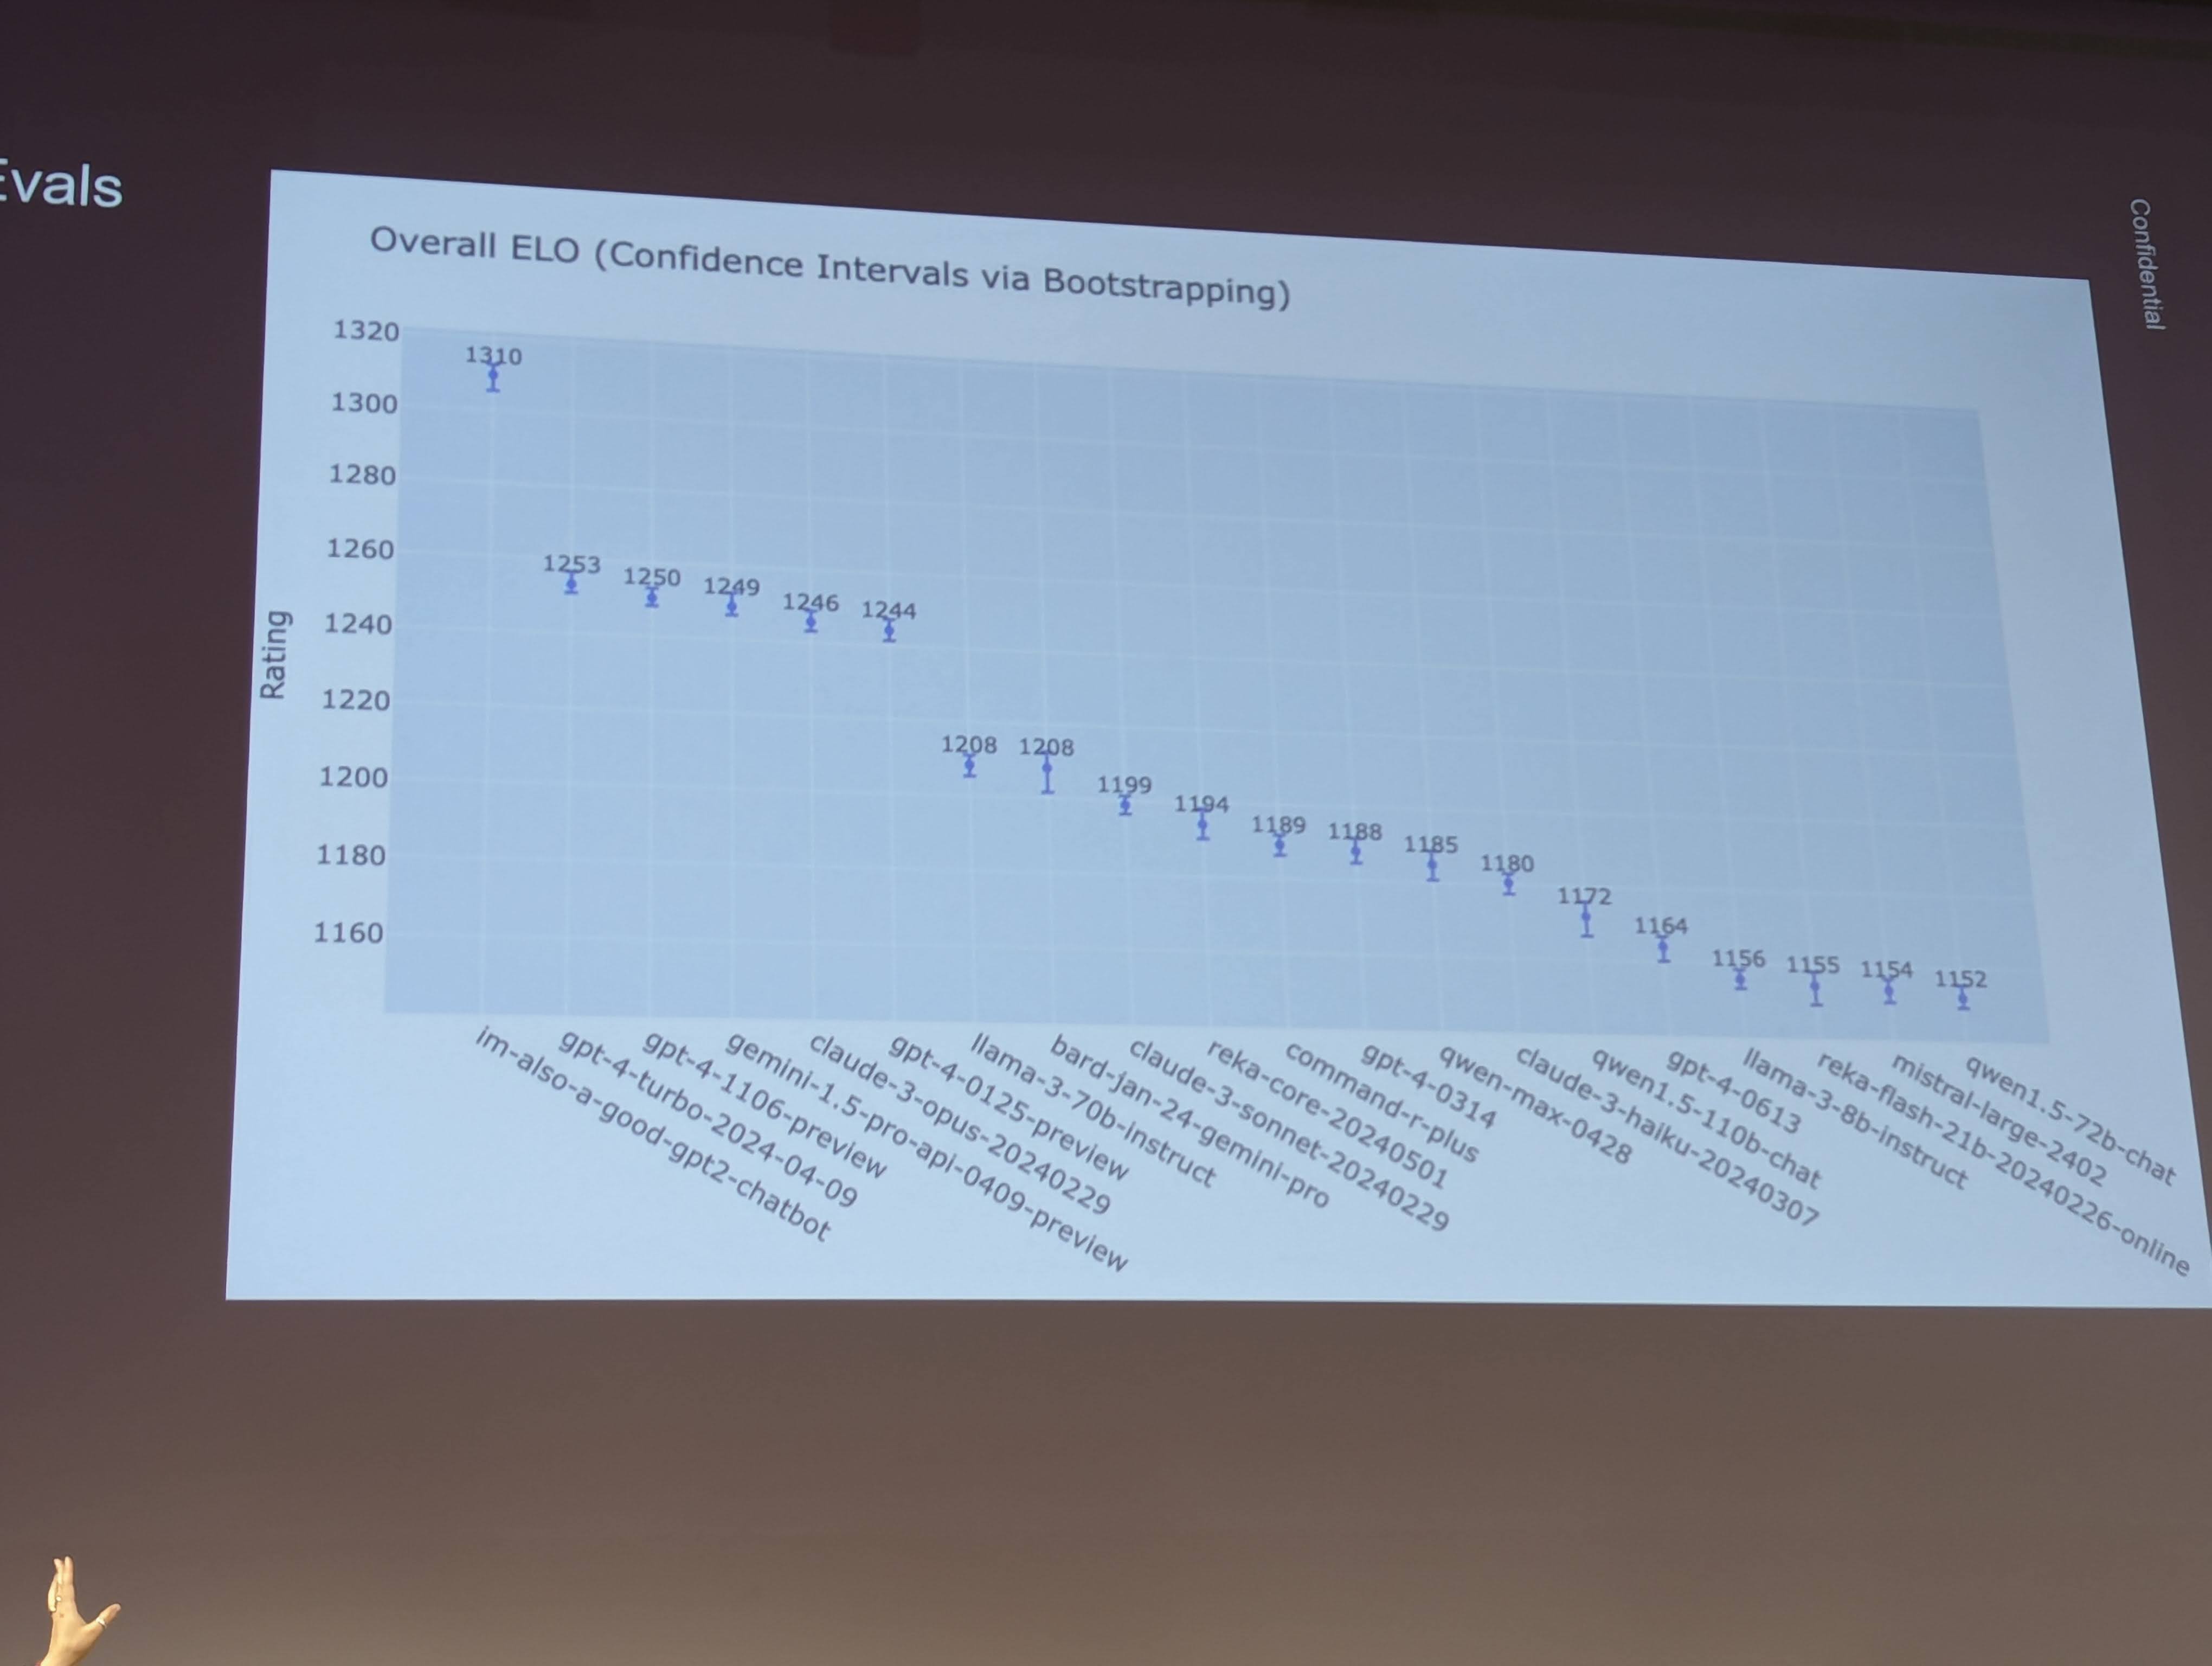 Evals
Confidential
Overall ELO (Confidence Intervals via Bootstrapping)
Rating
1320
1300
1280
1260
1240
1220
1200
1180
1160
1310
1253
1250
1249
1246
1244
1208
1208
1199
1194
1189
1188
1185
1180
1172
1164
1156
1155
1154
1152
im-also-a-good-gpt2-chatbot
gpt-4-turbo-2024-04-09
gpt-4-1106-preview
gemini-1.5-pro-api-0409-preview
claude-3-opus-20240229
gpt-4-0125-preview
llama-3-70b-instruct
bard-jan-24-gemini-pro
claude-3-sonnet-20240229
reka-core-20240501
command-r-plus
gpt-4-0314
qwen-max-0428
claude-3-haiku-20240307
qwen1.5-110b-chat
gpt-4-0613
llama-3-8b-instruct
reka-flash-21b-20240226-online
mistral-large-2402
qwen1.5-72b-chat